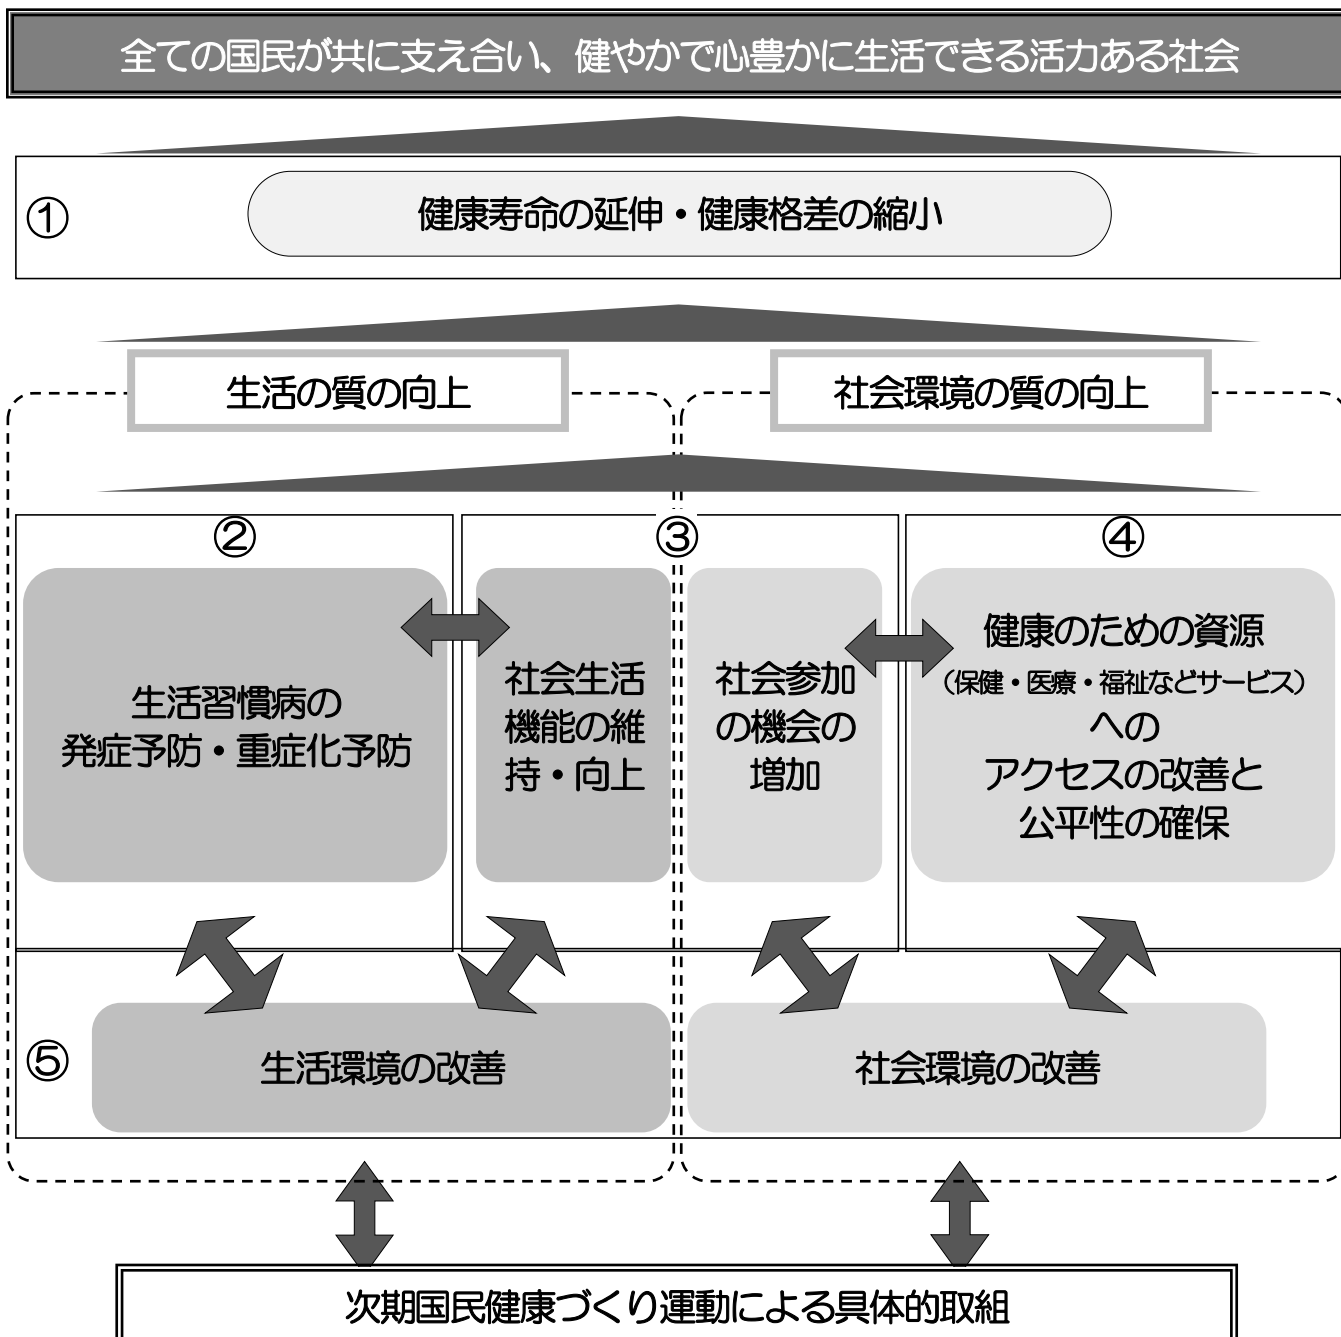 全ての国民が共に支え合い、健やかで心豊かに生活できる活力ある社会
①
健康寿命の延伸・健康格差の縮小
生活の質の向上
社会環境の質の向上
②
③
④
生活習慣病の
発症予防・重症化予防
社会生活
機能の維
持・向上
社会参加
の機会の
増加
健康のための資源
（保健・医療・福祉などサービス）
への
アクセスの改善と
公平性の確保
⑤
生活環境の改善
社会環境の改善
次期国民健康づくり運動による具体的取組